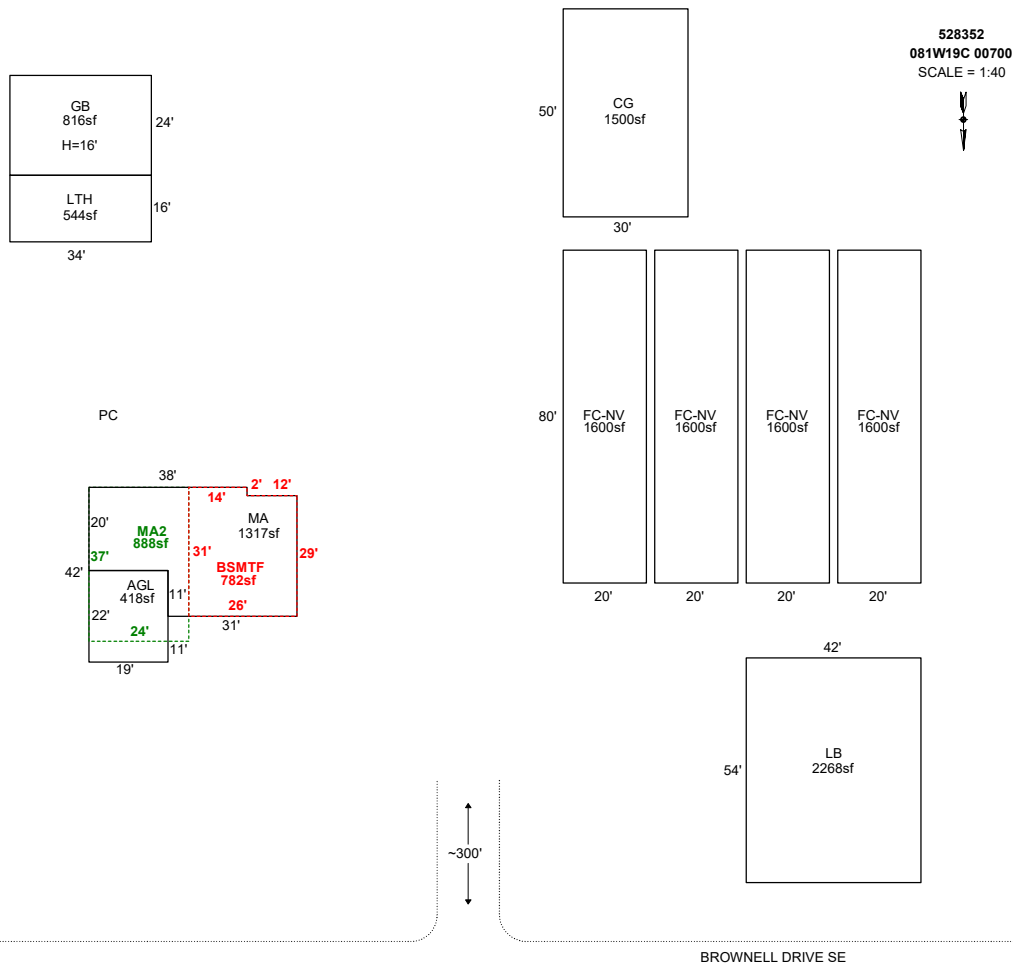 528352
081W19C 00700
SCALE = 1:40
GB
816sf
H=16'
24'
LTH
544sf
16'
34'
CG
1500sf
50'
30'
80'
FC-NV
1600sf
FC-NV
1600sf
FC-NV
1600sf
FC-NV
1600sf
20'
20'
20'
20'
PC
38'
2'
12'
14'
20'
MA2
888sf
MA
1317sf
37'
31'
29'
42'
BSMTF
782sf
AGL
418sf
11'
26'
22'
31'
24'
11'
19'
42'
LB
2268sf
54'
~300'
BROWNELL DRIVE SE